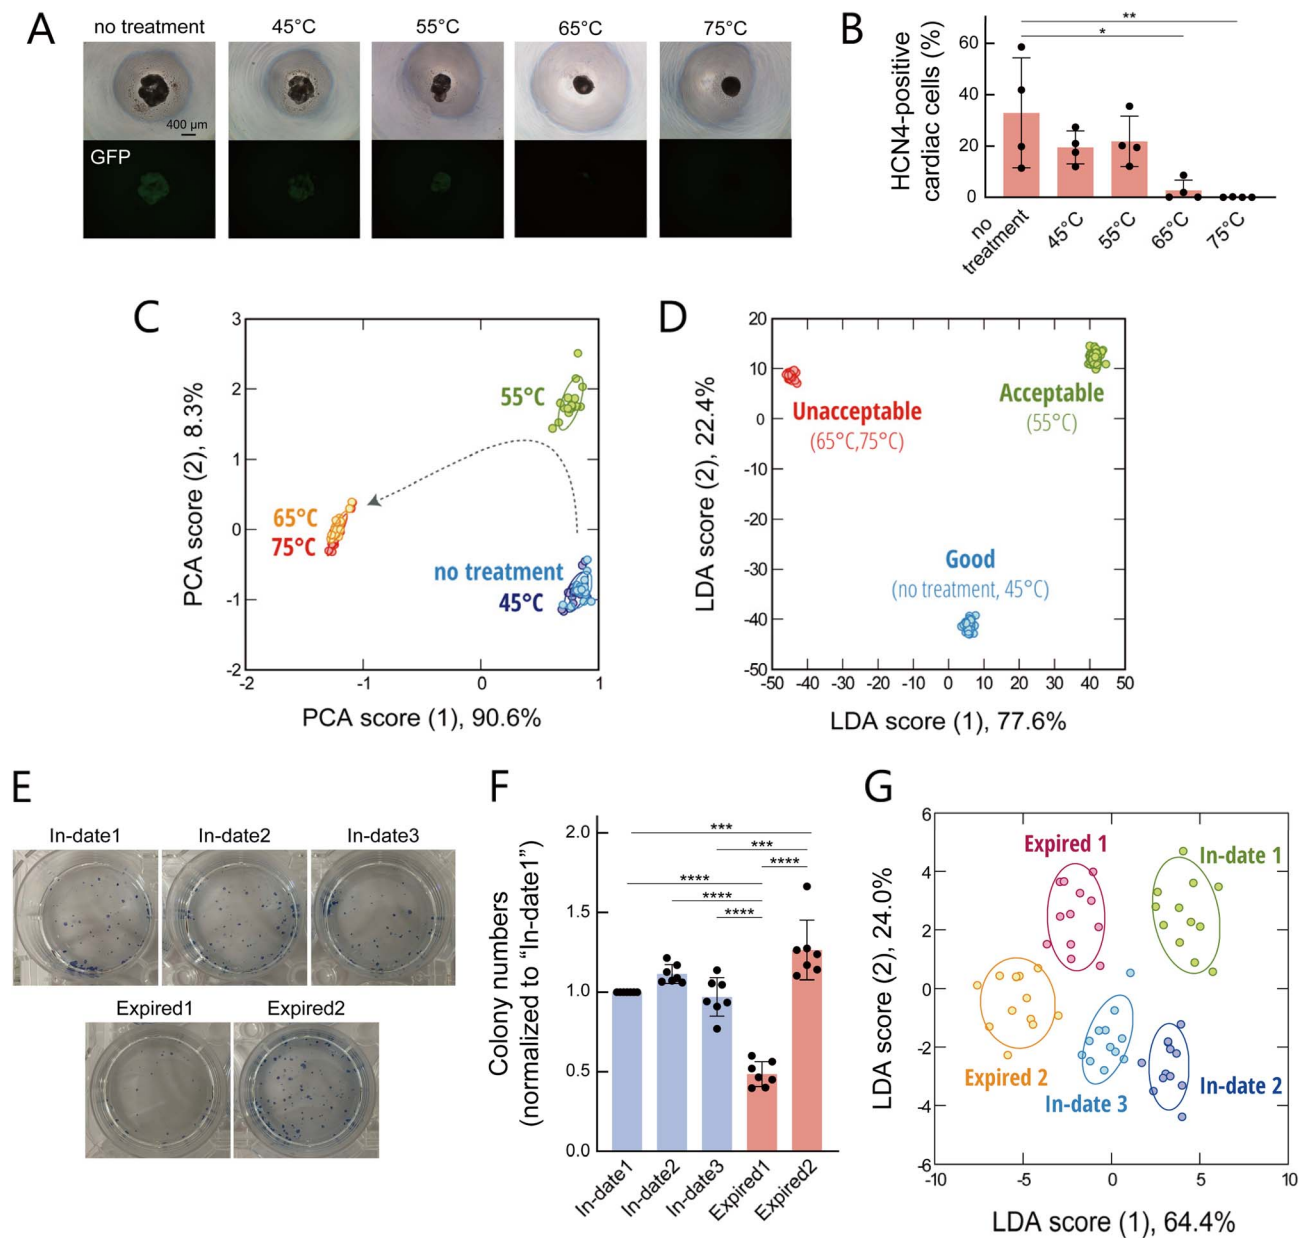 A
no treatment
45°C
55°C
65°C
75°C
400 μm
GFP
B
HCN4-positive
cardiac cells (%)
60
40
20
0
**
*
no
treatment
45°C
55°C
65°C
75°C
C
PCA score (2), 8.3%
3
2
1
0
-1
-2
55°C
65°C
75°C
no treatment
45°C
-2
-1
0
1
PCA score (1), 90.6%
D
LDA score (2), 22.4%
20
10
0
-10
-20
-30
-40
-50
Unacceptable
(65°C,75°C)
Acceptable
(55°C)
Good
(no treatment, 45°C)
-50 -40 -30 -20 -10 0 10 20 30 40 50
LDA score (1), 77.6%
E
In-date1
In-date2
In-date3
Expired1
Expired2
F
Colony numbers
(normalized to “In-date1”)
2.0
1.5
1.0
0.5
0.0
***
***
****
****
****
****
In-date1
In-date2
In-date3
Expired1
Expired2
G
LDA score (2), 24.0%
6
4
2
0
-2
-4
-6
Expired 1
In-date 1
Expired 2
In-date 3
In-date 2
-10
-5
0
5
10
LDA score (1), 64.4%